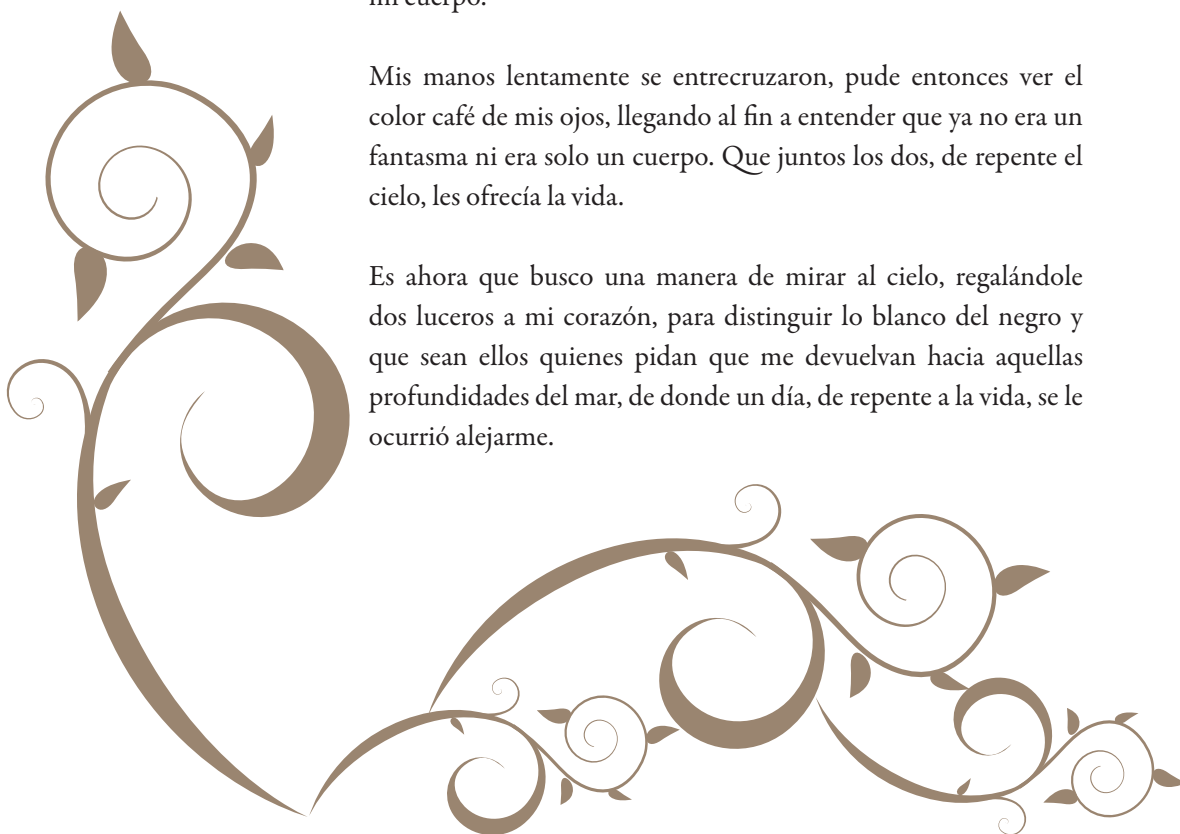 mi cuerpo.
Mis manos lentamente se entrecruzaron, pude entonces ver el
color café de mis ojos, llegando al fin a entender que ya no era un
fantasma ni era solo un cuerpo. Que juntos los dos, de repente el
cielo, les ofrecía la vida.
Es ahora que busco una manera de mirar al cielo, regalándole
dos luceros a mi corazón, para distinguir lo blanco del negro y
que sean ellos quienes pidan que me devuelvan hacia aquellas
profundidades del mar, de donde un día, de repente a la vida, se le
ocurrió alejarme.